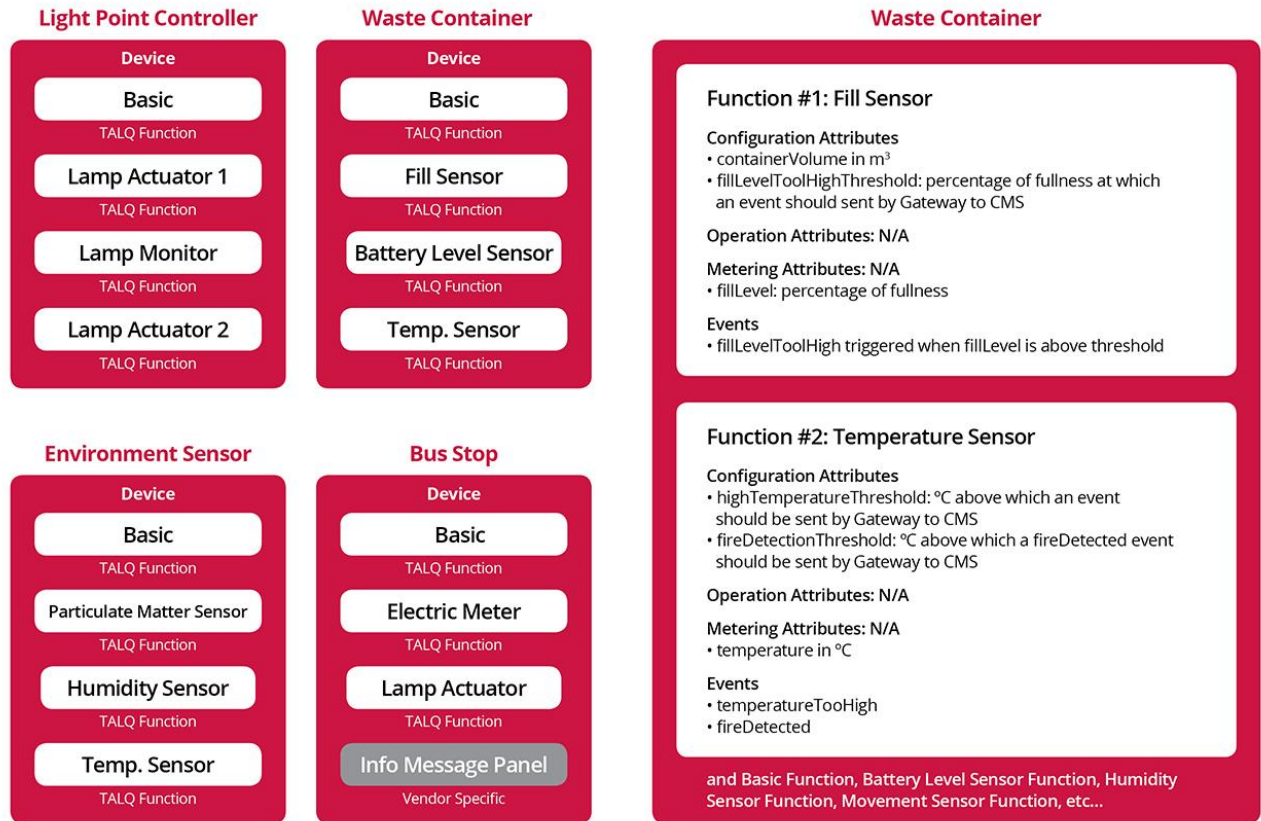 Light Point Controller
Device
Basic
TALQ Function
Lamp Actuator 1
TALQ Function
Lamp Monitor
TALQ Function
Lamp Actuator 2
TALQ Function
Waste Container
Device
Basic
TALQ Function
Fill Sensor
TALQ Function
Battery Level Sensor
TALQ Function
Temp. Sensor
TALQ Function
Environment Sensor
Device
Basic
TALQ Function
Particulate Matter Sensor
TALQ Function
Humidity Sensor
TALQ Function
Temp. Sensor
TALQ Function
Bus Stop
Device
Basic
TALQ Function
Electric Meter
TALQ Function
Lamp Actuator
TALQ Function
Info Message Panel
Vendor Specific
Waste Container
Function #1: Fill Sensor
Configuration Attributes
• containerVolume in m³
• fillLevelToolHighThreshold: percentage of fullness at which
an event should sent by Gateway to CMS
Operation Attributes: N/A
Metering Attributes: N/A
• fillLevel: percentage of fullness
Events
• fillLevelToolHigh triggered when fillLevel is above threshold
Function #2: Temperature Sensor
Configuration Attributes
• highTemperatureThreshold: ºC above which an event
should be sent by Gateway to CMS
• fireDetectionThreshold: ºC above which a fireDetected event
should be sent by Gateway to CMS
Operation Attributes: N/A
Metering Attributes: N/A
• temperature in ºC
Events
• temperatureTooHigh
• fireDetected
and Basic Function, Battery Level Sensor Function, Humidity
Sensor Function, Movement Sensor Function, etc...